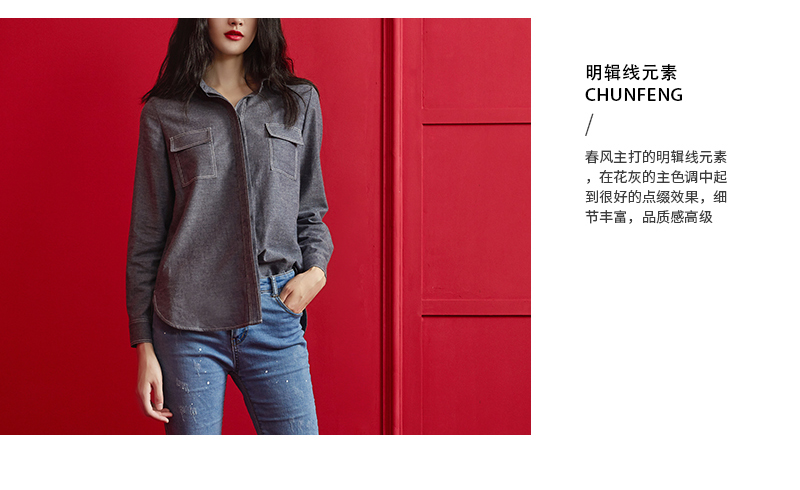 明辑线元素
CHUNFENG
/
春风主打的明辑线元素
，在花灰的主色调中起
到很好的点缀效果，细
节丰富，品质感高级